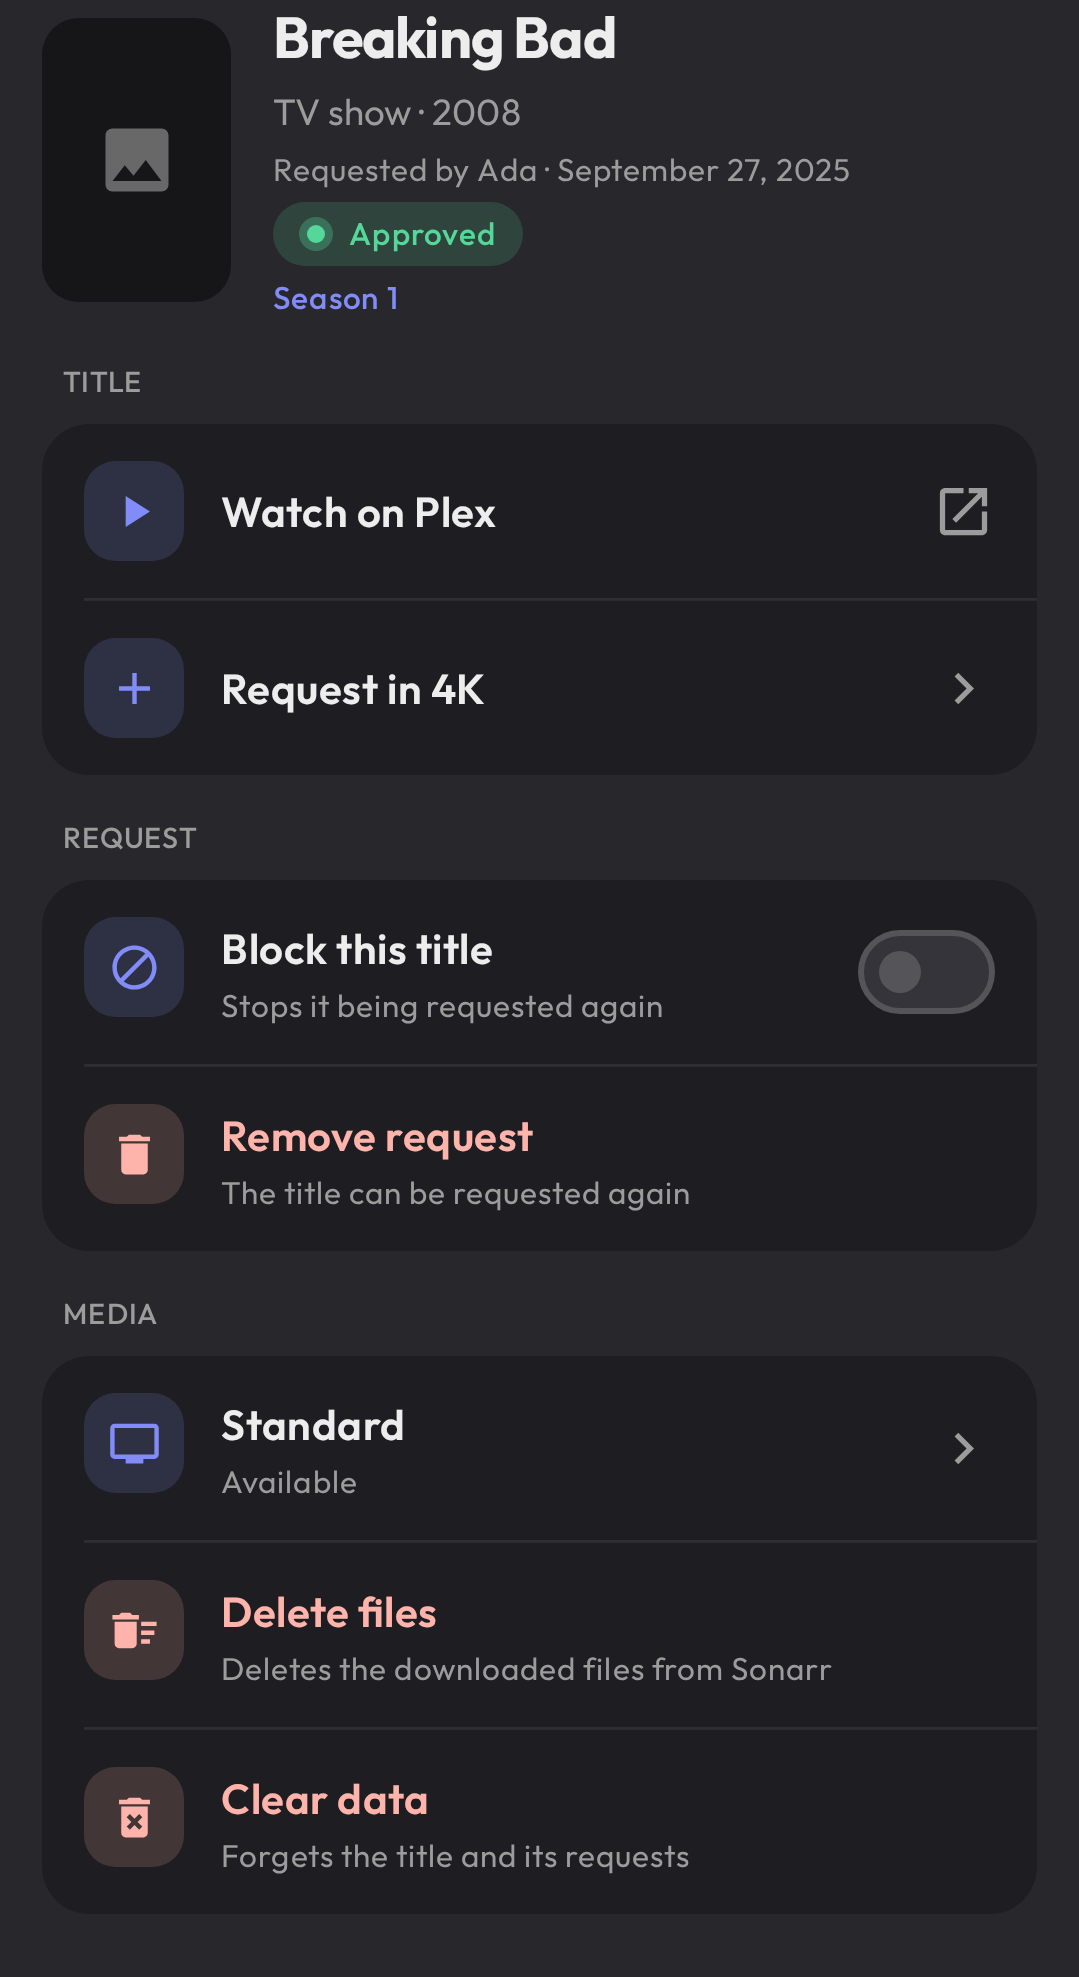 Breaking Bad
TV show · 2008
Requested by Ada · September 27, 2025
Approved
Season 1
TITLE
Watch on Plex
Request in 4K
REQUEST
Block this title
Stops it being requested again
Remove request
The title can be requested again
MEDIA
Standard
Available
Delete files
Deletes the downloaded files from Sonarr
Clear data
Forgets the title and its requests